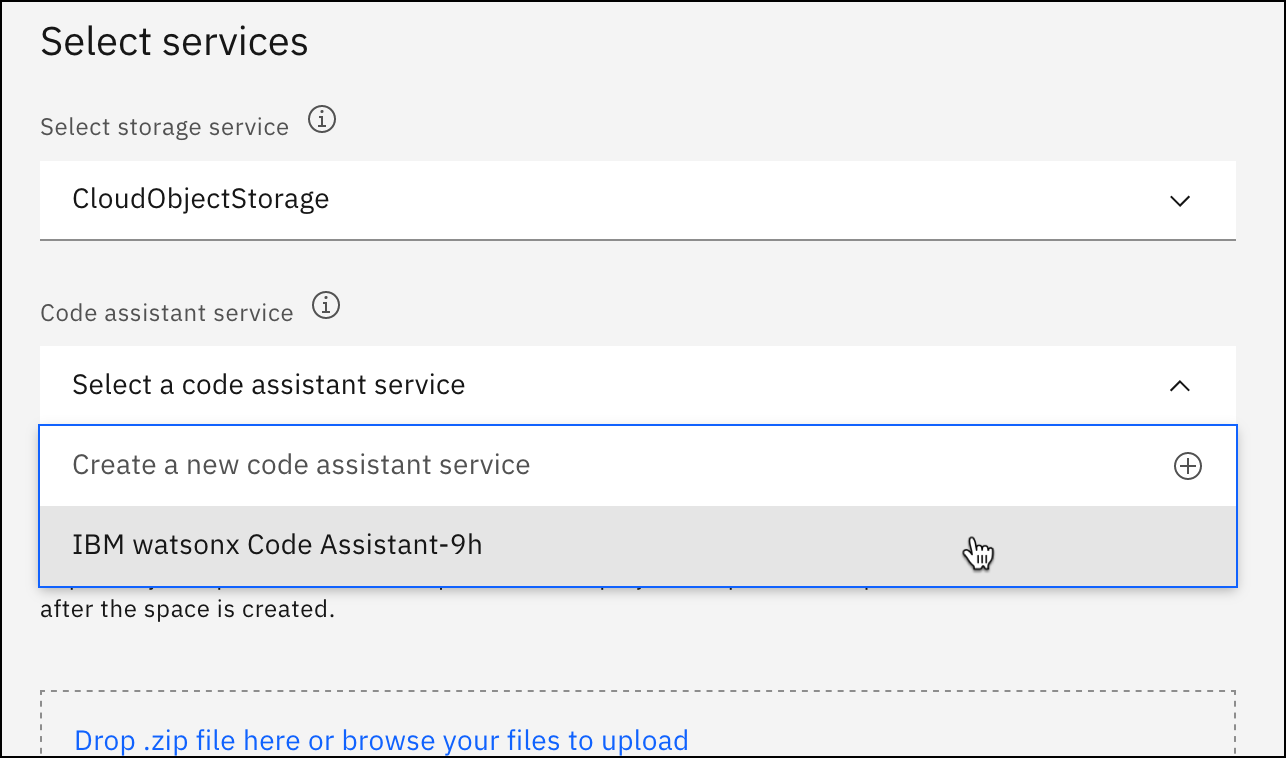 Select services
Select storage service
CloudObjectStorage
Code assistant service
Select a code assistant service
Create a new code assistant service
IBM watsonx Code Assistant-9h
after the space is created.
Drop .zip file here or browse your files to upload